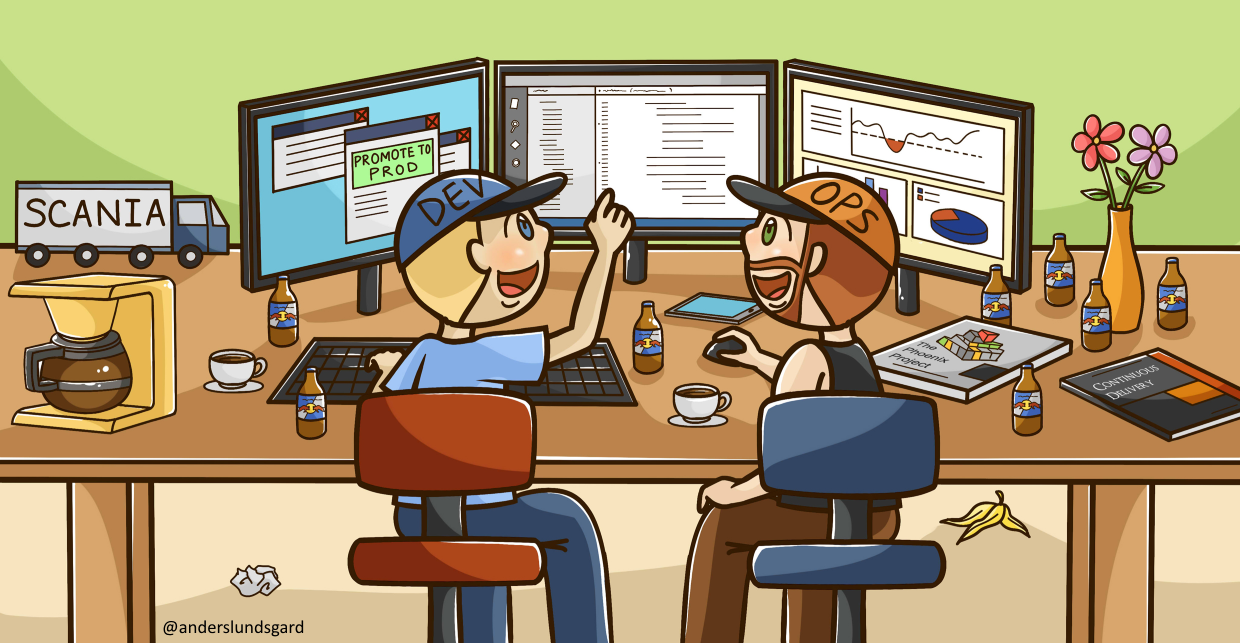 SCANIA
PROMOTE TO
PROD
DEV
OPS
The
Phoenix
Project
CONTINUOUS
DELIVERY
@anderslundsgard